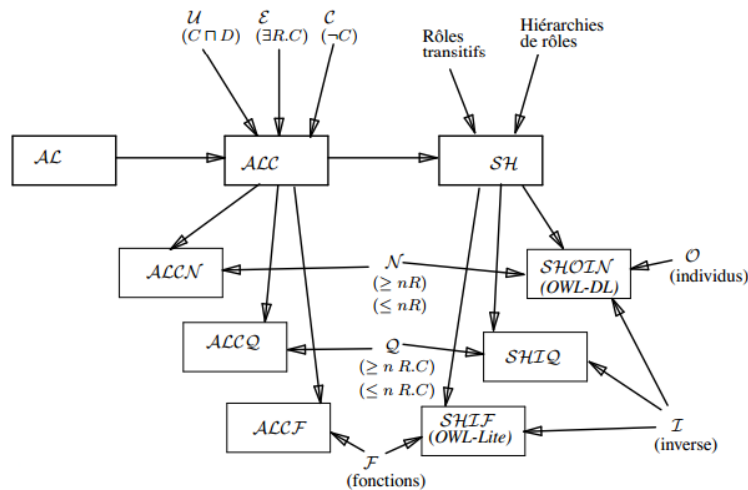 𝒰 ℰ 𝒞
(C ⊓ D) (∃R.C) (¬C)
Rôles
transitifs
Hiérarchies
de rôles
𝒜ℒ
𝒜ℒ𝒞
𝒮ℋ
𝒜ℒ𝒞𝒩
𝒩
(≥ nR)
(≤ nR)
𝒮ℋ𝒪ℐ𝒩
(OWL-DL)
𝒪
(individus)
𝒜ℒ𝒞𝒬
𝒬
(≥ n R.C)
(≤ n R.C)
𝒮ℋℐ𝒬
𝒜ℒ𝒞ℱ
𝒮ℋℐℱ
(OWL-Lite)
ℐ
(inverse)
ℱ
(fonctions)